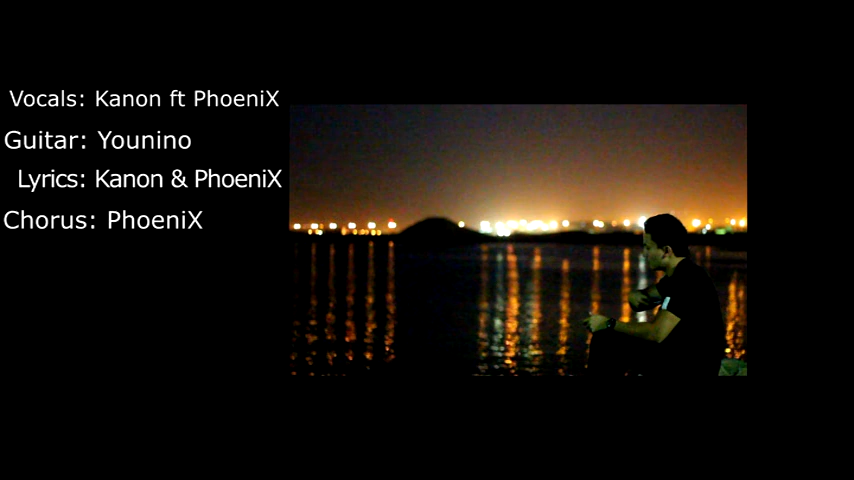 Vocals: Kanon ft PhoeniX
Guitar: Younino
Lyrics: Kanon & PhoeniX
Chorus: PhoeniX